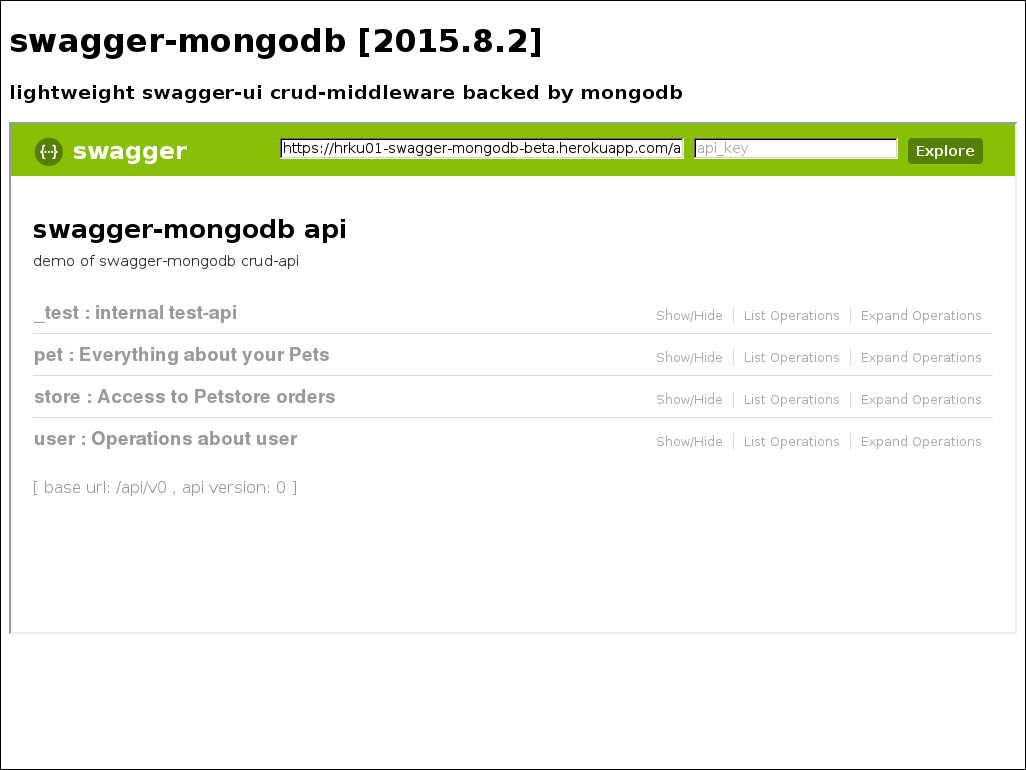 swagger-mongodb [2015.8.2]
lightweight swagger-ui crud-middleware backed by mongodb
{···} swagger https://hrku01-swagger-mongodb-beta.herokuapp.com/a api_key Explore
swagger-mongodb api
demo of swagger-mongodb crud-api
_test : internal test-api Show/Hide List Operations Expand Operations
pet : Everything about your Pets Show/Hide List Operations Expand Operations
store : Access to Petstore orders Show/Hide List Operations Expand Operations
user : Operations about user Show/Hide List Operations Expand Operations
[ base url: /api/v0 , api version: 0 ]